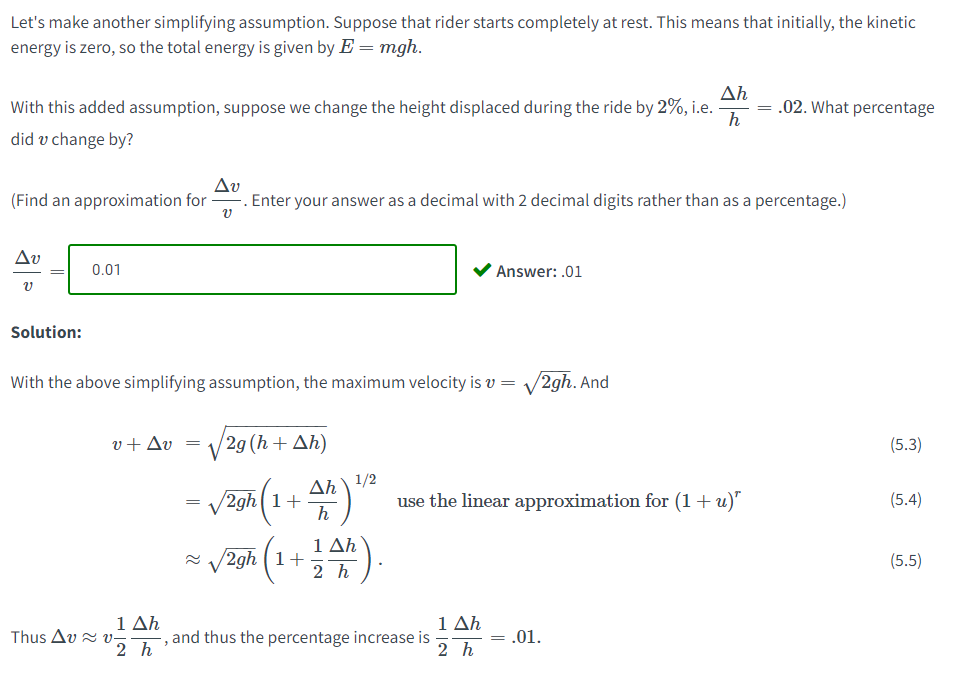 Let's make another simplifying assumption. Suppose that rider starts completely at rest. This means that initially, the kinetic
energy is zero, so the total energy is given by E = mgh.
With this added assumption, suppose we change the height displaced during the ride by 2%, i.e. Δh/h = .02. What percentage
did v change by?
(Find an approximation for Δv/v. Enter your answer as a decimal with 2 decimal digits rather than as a percentage.)
Δv/v = 0.01 ✔ Answer: .01
Solution:
With the above simplifying assumption, the maximum velocity is v = √(2gh). And
v + Δv = √(2g (h + Δh)) (5.3)
= √(2gh) (1 + Δh/h)^(1/2) use the linear approximation for (1 + u)^r (5.4)
≈ √(2gh) (1 + 1/2 Δh/h). (5.5)
Thus Δv ≈ v 1/2 Δh/h, and thus the percentage increase is 1/2 Δh/h = .01.